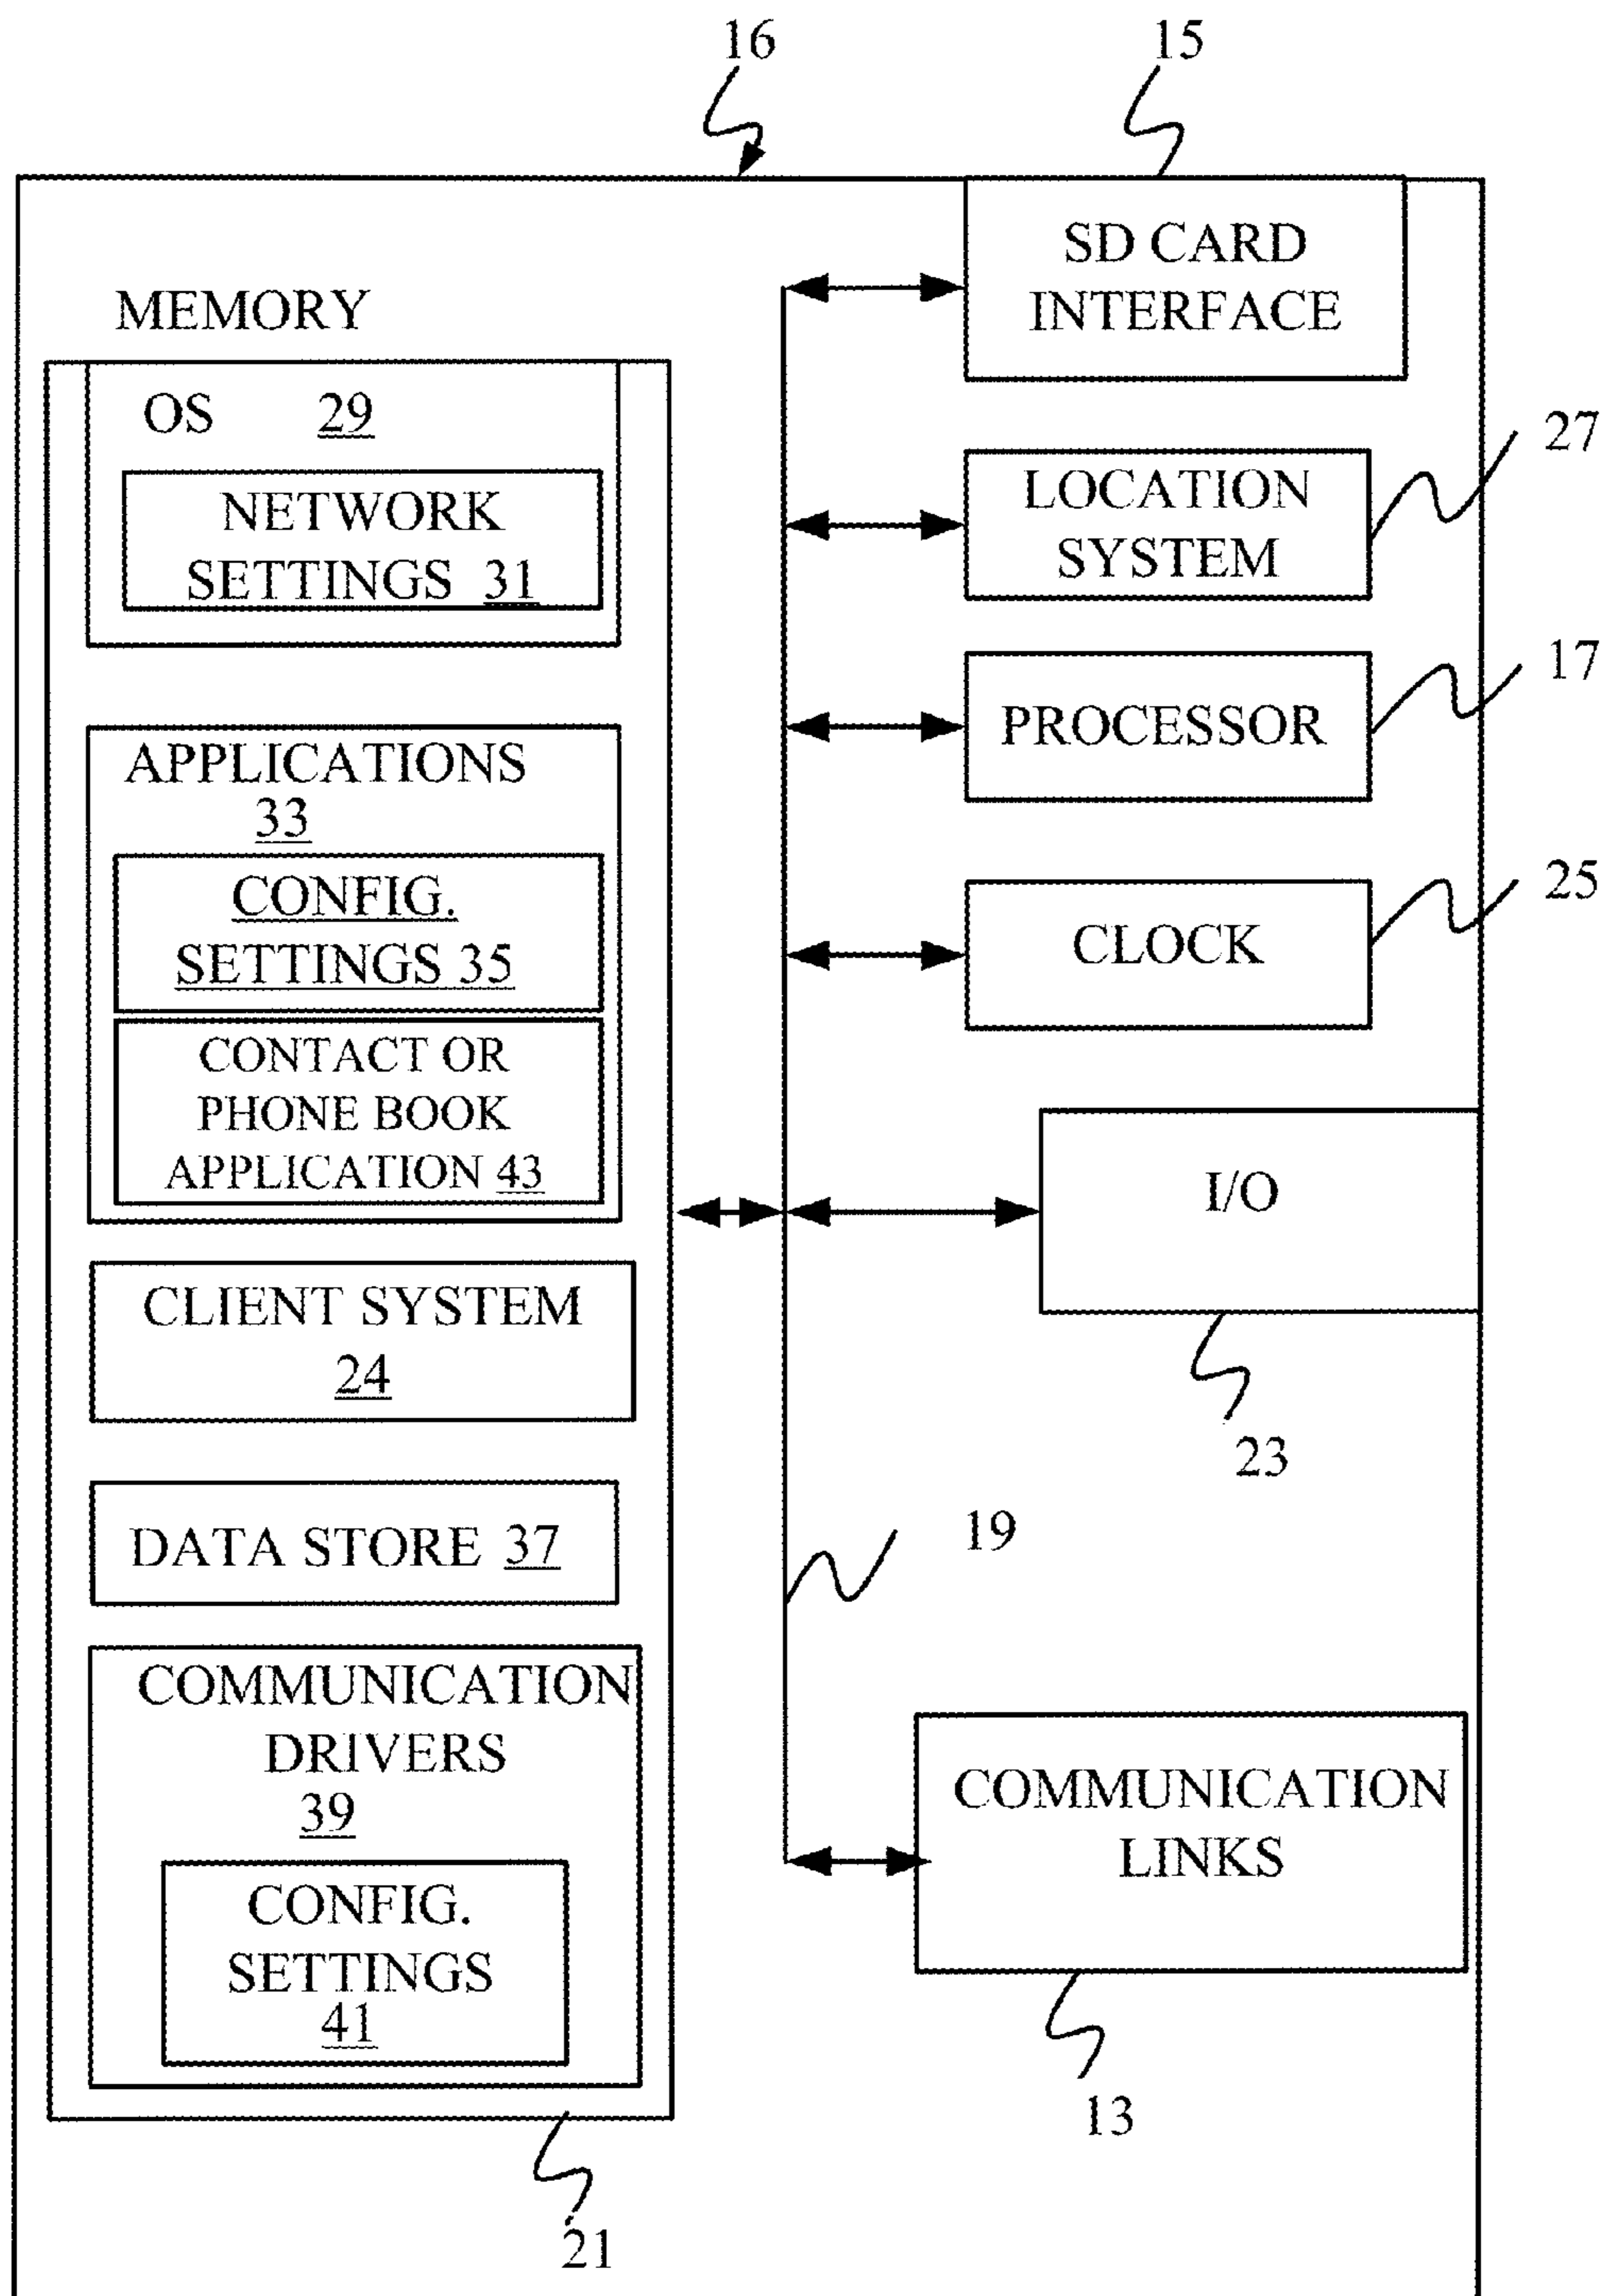 16
15
SD CARD
INTERFACE
MEMORY
OS 29
NETWORK
SETTINGS 31
27
LOCATION
SYSTEM
17
PROCESSOR
APPLICATIONS
33
CONFIG.
SETTINGS 35
25
CLOCK
CONTACT OR
PHONE BOOK
APPLICATION 43
I/O
23
CLIENT SYSTEM
24
19
DATA STORE 37
COMMUNICATION
DRIVERS
39
CONFIG.
SETTINGS
41
COMMUNICATION
LINKS
13
21